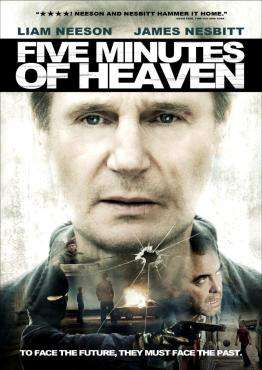 "★★★★! NEESON AND NESBITT HAMMER IT HOME."
LIAM NEESON JAMES NESBITT
FIVE MINUTES
OF HEAVEN
TO FACE THE FUTURE, THEY MUST FACE THE PAST.